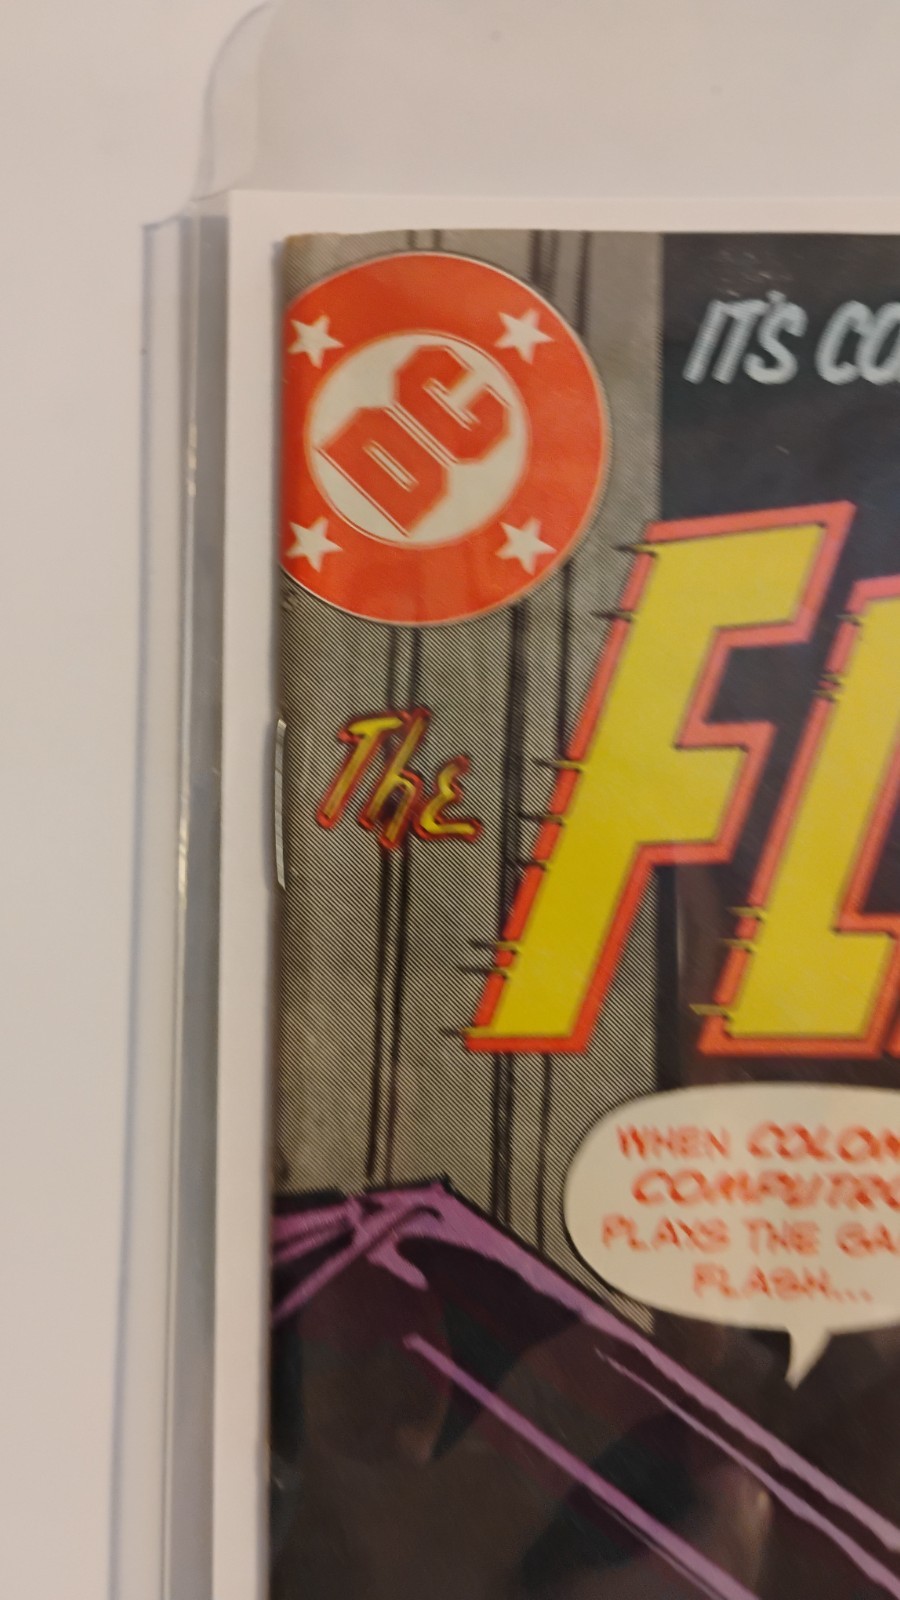 DC
IT'S CO
The
FL
WHEN COLON
COMPUTRO
PLAYS THE GA
FLASH...